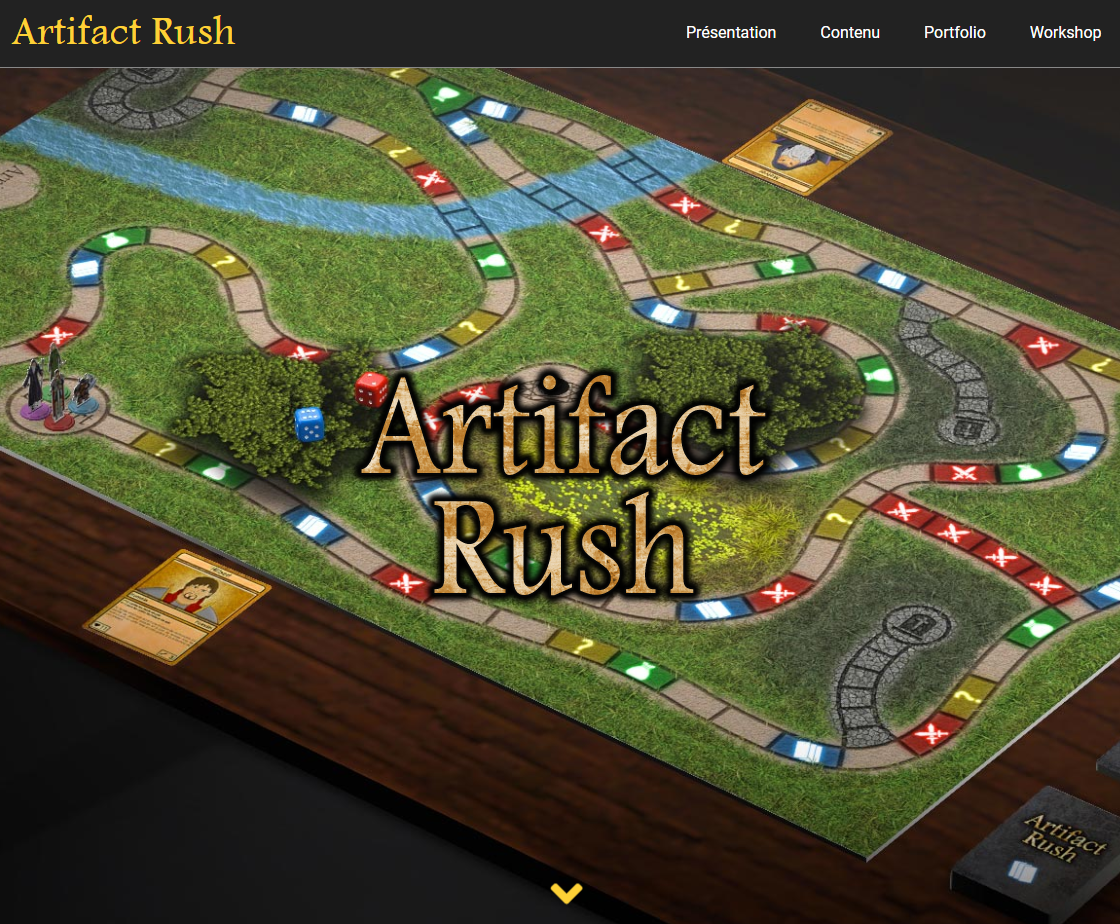 Artifact Rush
Présentation
Contenu
Portfolio
Workshop
Artifact
Rush
Artifact
Rush